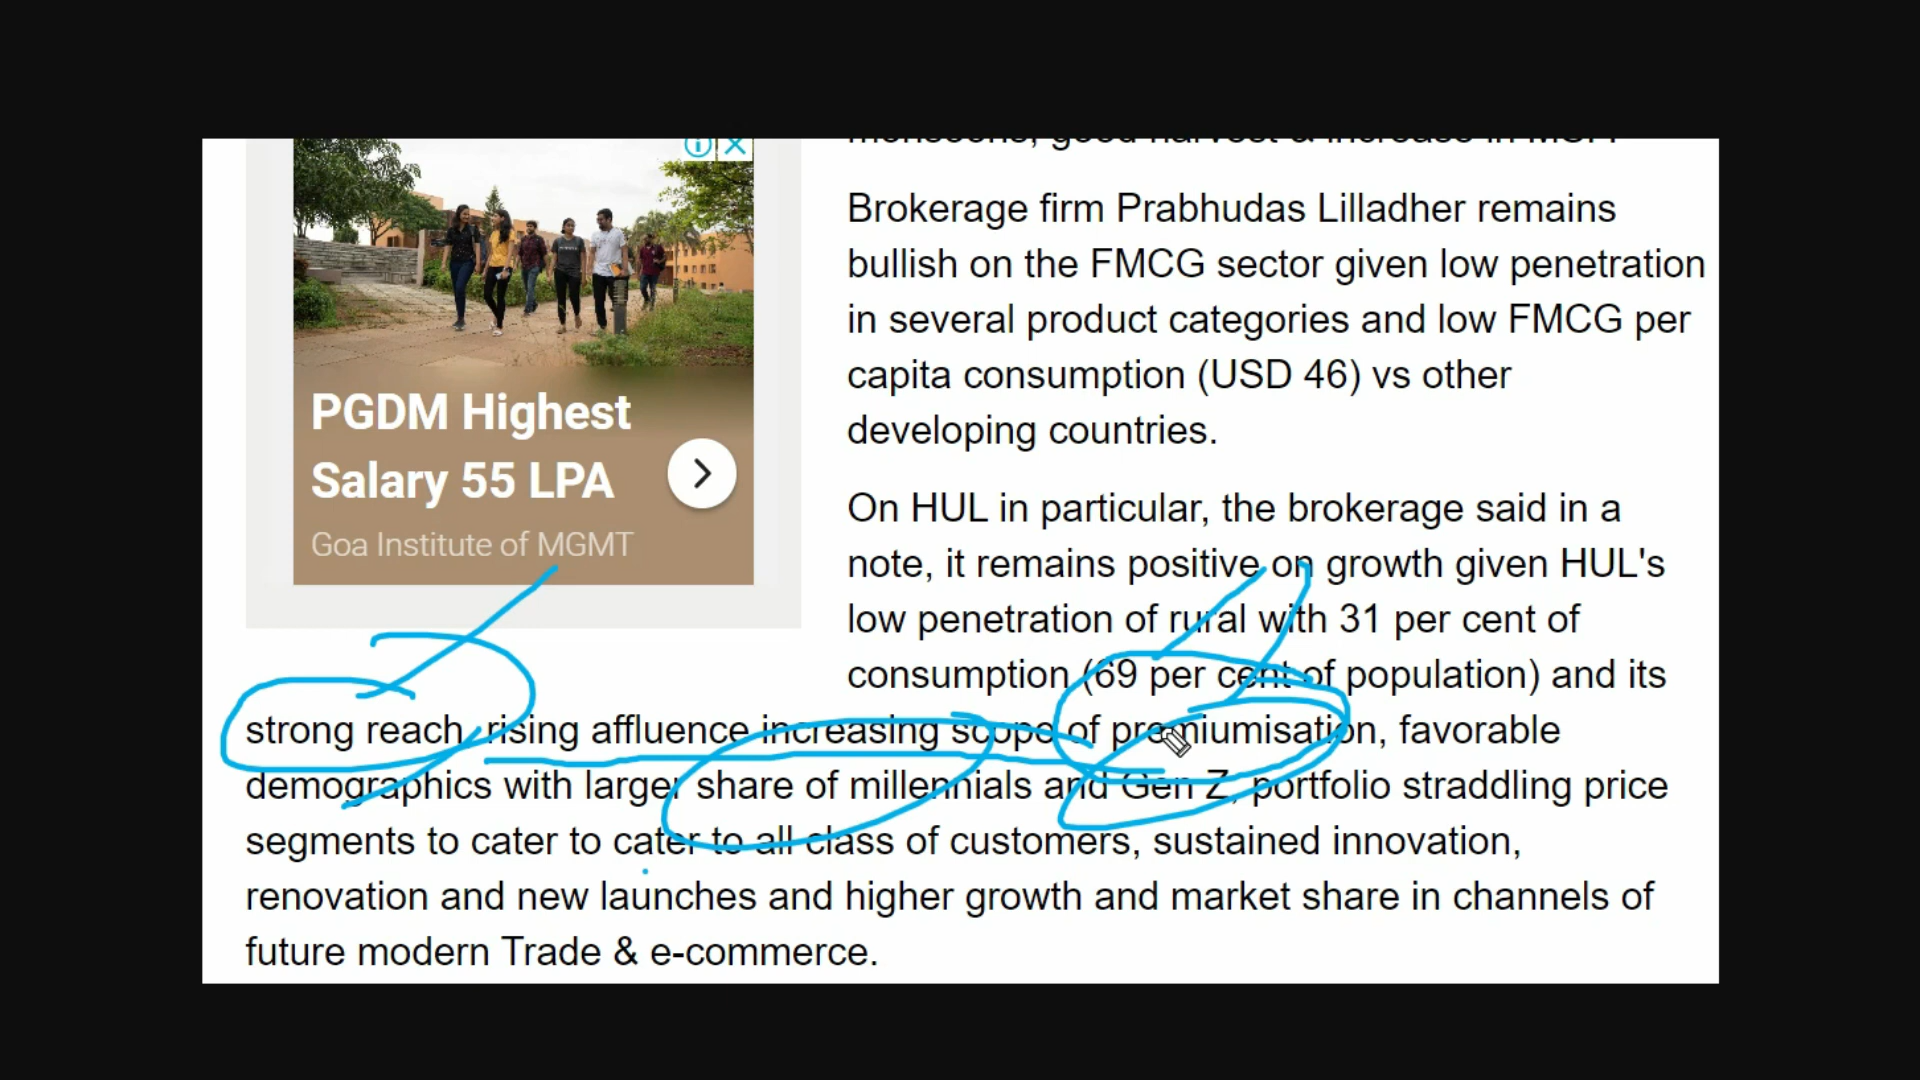 PGDM Highest
Salary 55 LPA
Goa Institute of MGMT
monsoons, good harvest & increase in MSP.
Brokerage firm Prabhudas Lilladher remains
bullish on the FMCG sector given low penetration
in several product categories and low FMCG per
capita consumption (USD 46) vs other
developing countries.
On HUL in particular, the brokerage said in a
note, it remains positive on growth given HUL's
low penetration of rural with 31 per cent of
consumption (69 per cent of population) and its
strong reach, rising affluence increasing scope of premiumisation, favorable
demographics with larger share of millennials and Gen Z, portfolio straddling price
segments to cater to cater to all class of customers, sustained innovation,
renovation and new launches and higher growth and market share in channels of
future modern Trade & e-commerce.